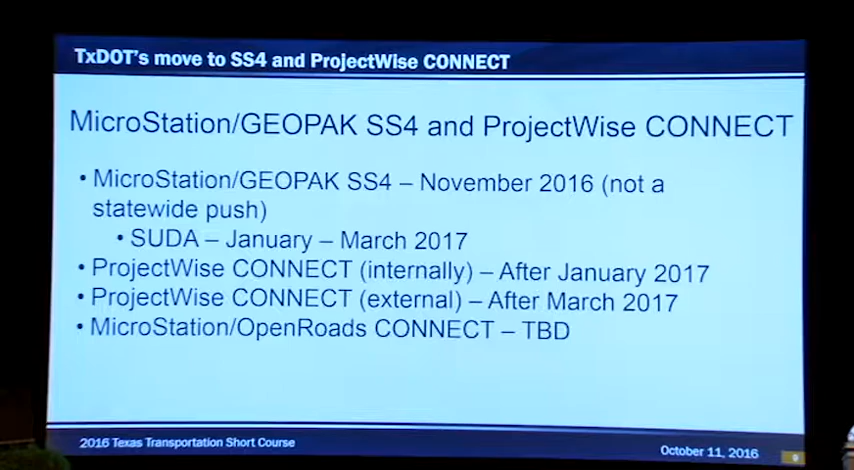 TxDOT's move to SS4 and ProjectWise CONNECT
MicroStation/GEOPAK SS4 and ProjectWise CONNECT
• MicroStation/GEOPAK SS4 – November 2016 (not a
statewide push)
• SUDA – January – March 2017
• ProjectWise CONNECT (internally) – After January 2017
• ProjectWise CONNECT (external) – After March 2017
• MicroStation/OpenRoads CONNECT – TBD
2016 Texas Transportation Short Course
October 11, 2016
9